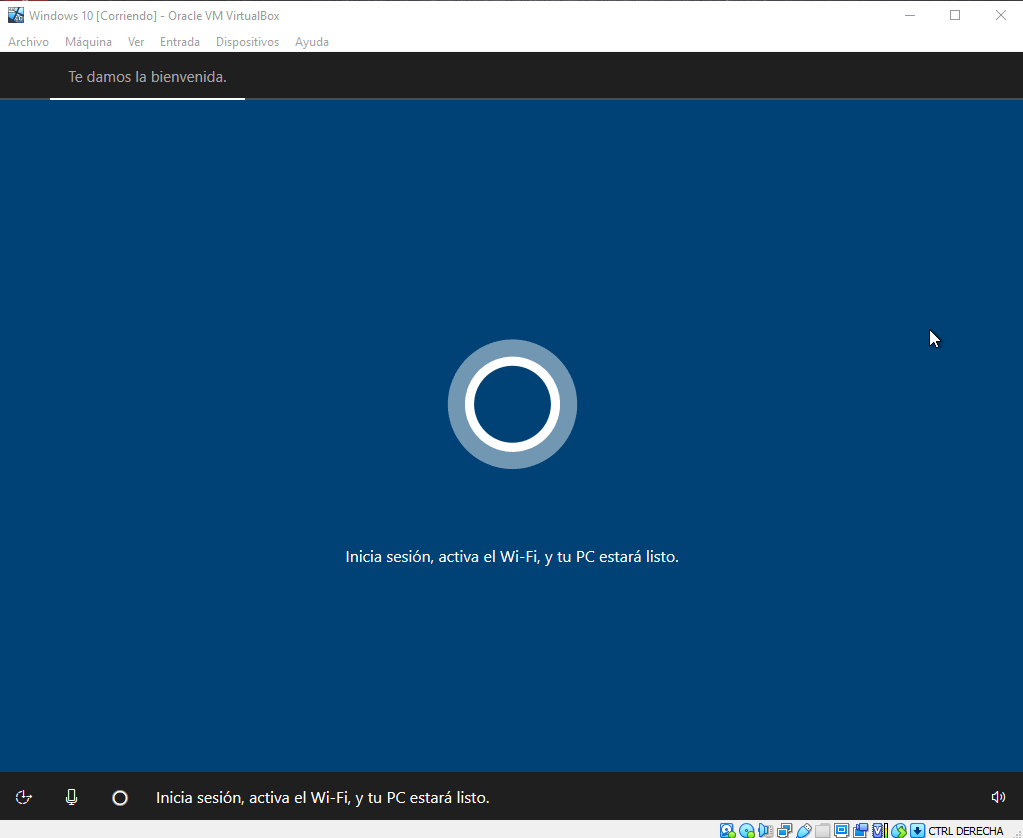 Windows 10 [Corriendo] - Oracle VM VirtualBox
Archivo Máquina Ver Entrada Dispositivos Ayuda
Te damos la bienvenida.
Inicia sesión, activa el Wi-Fi, y tu PC estará listo.
Inicia sesión, activa el Wi-Fi, y tu PC estará listo.
CTRL DERECHA